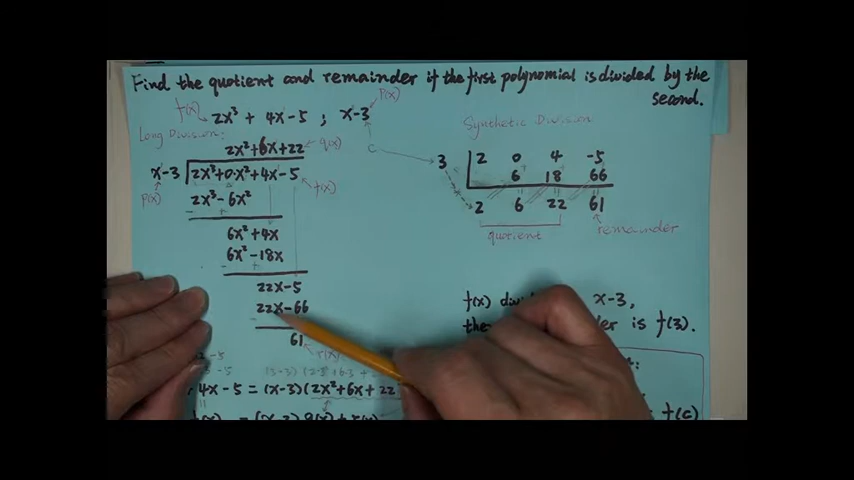 Find the quotient and remainder if the first polynomial is divided by the
second.
f(x) 2x³ + 4x - 5 ; x-3 p(x)
Long Division:
2x²+6x+22 q(x)
x-3 2x³+0·x²+4x-5
p(x) f(x)
2x³-6x²
6x²+4x
6x²-18x
22x-5
22x-66
61
r(x)
4x-5 = (x-3)(2x²+6x+22
c
Synthetic Division
3 2 0 4 -5
6 18 66
2 6 22 61
quotient remainder
f(x) x-3,
is f(3).
f(c)